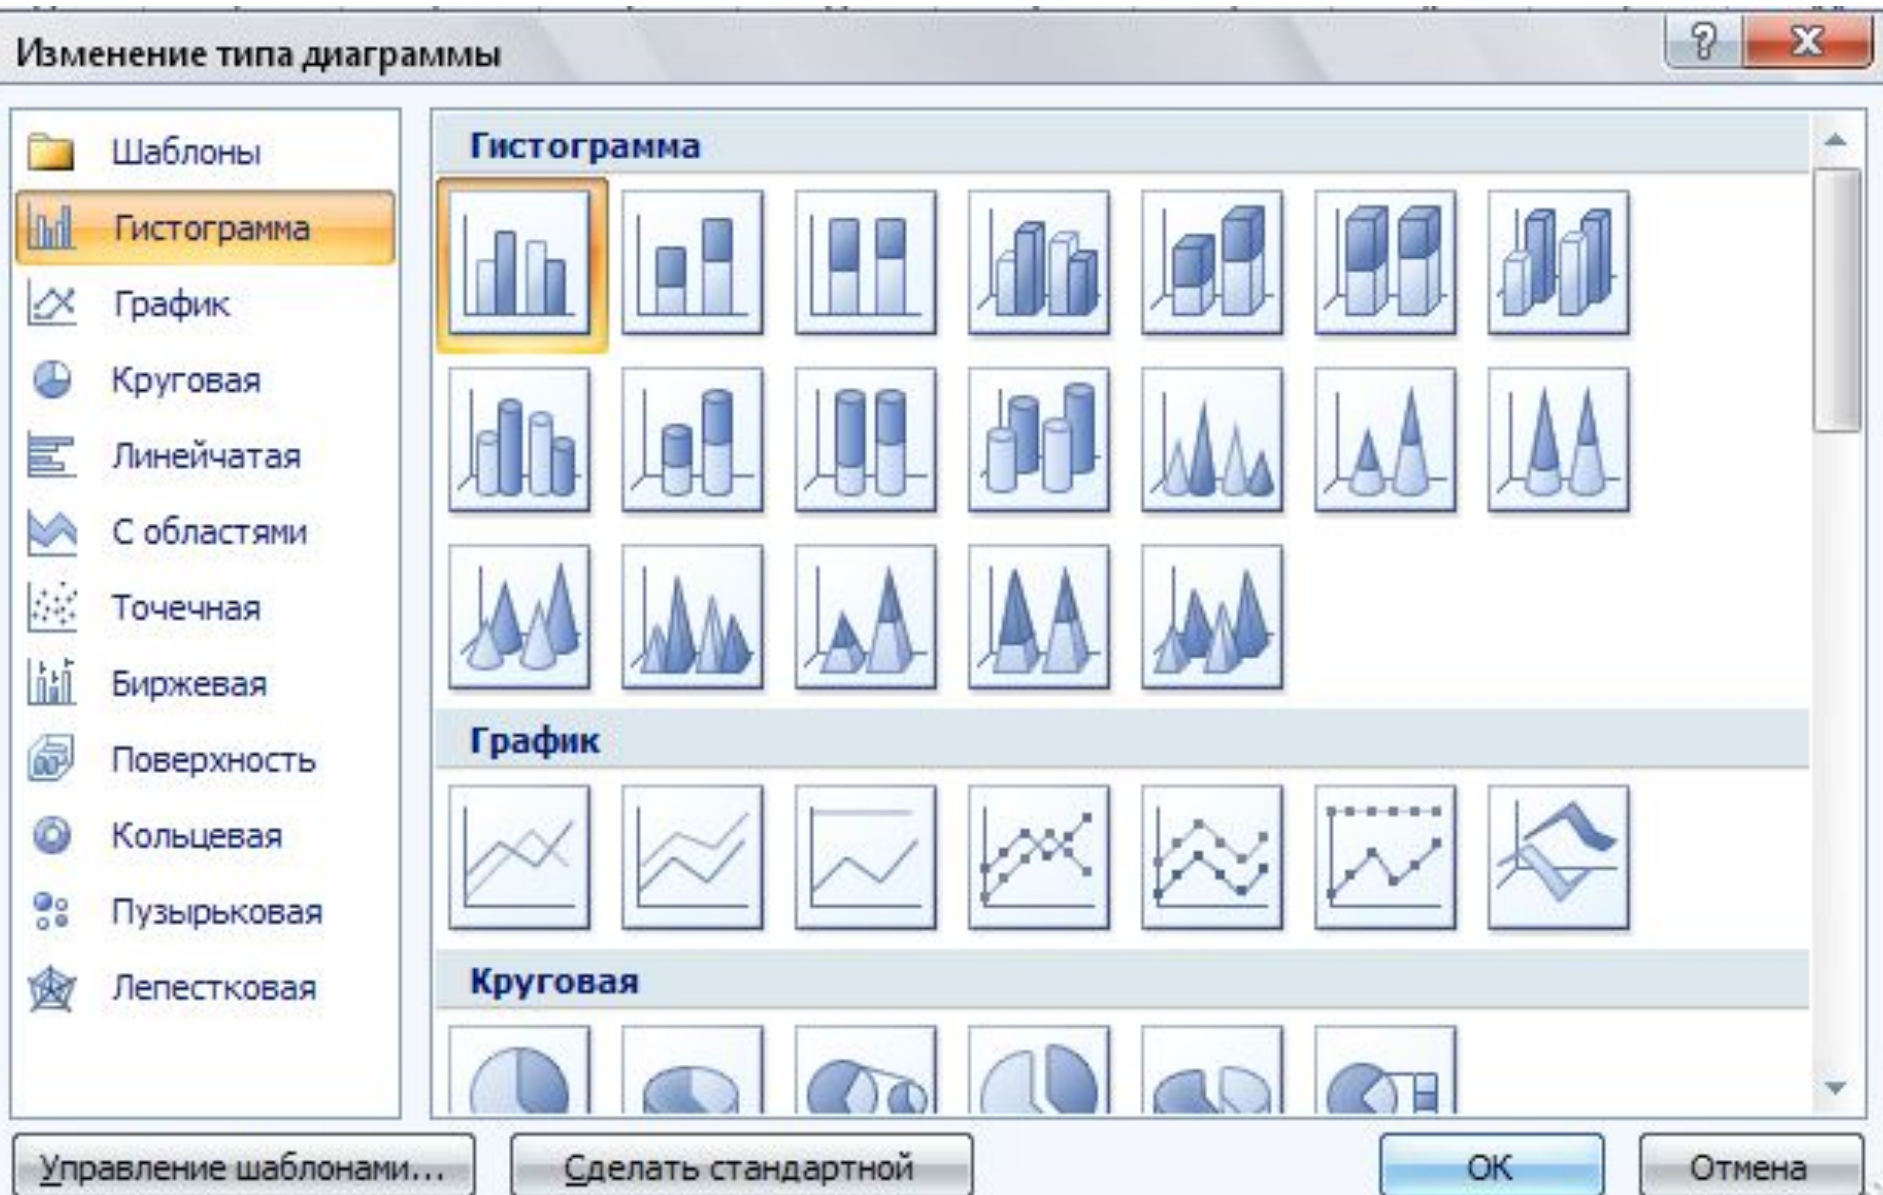 Изменение типа диаграммы
?
Шаблоны
Гистограмма
График
Круговая
Линейчатая
С областями
Точечная
Биржевая
Поверхность
Кольцевая
Пузырьковая
Лепестковая
Гистограмма
График
Круговая
Управление шаблонами...
Сделать стандартной
ОК
Отмена